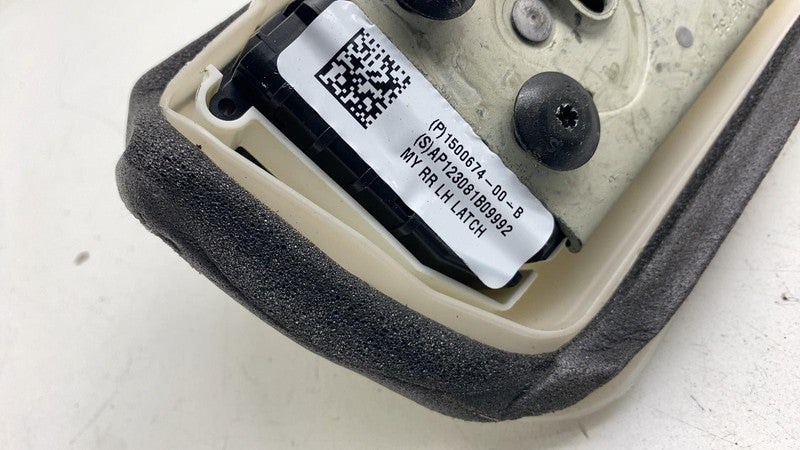 (P)1500674-00-B
(S)AP123081B09992
MY RR LH LATCH